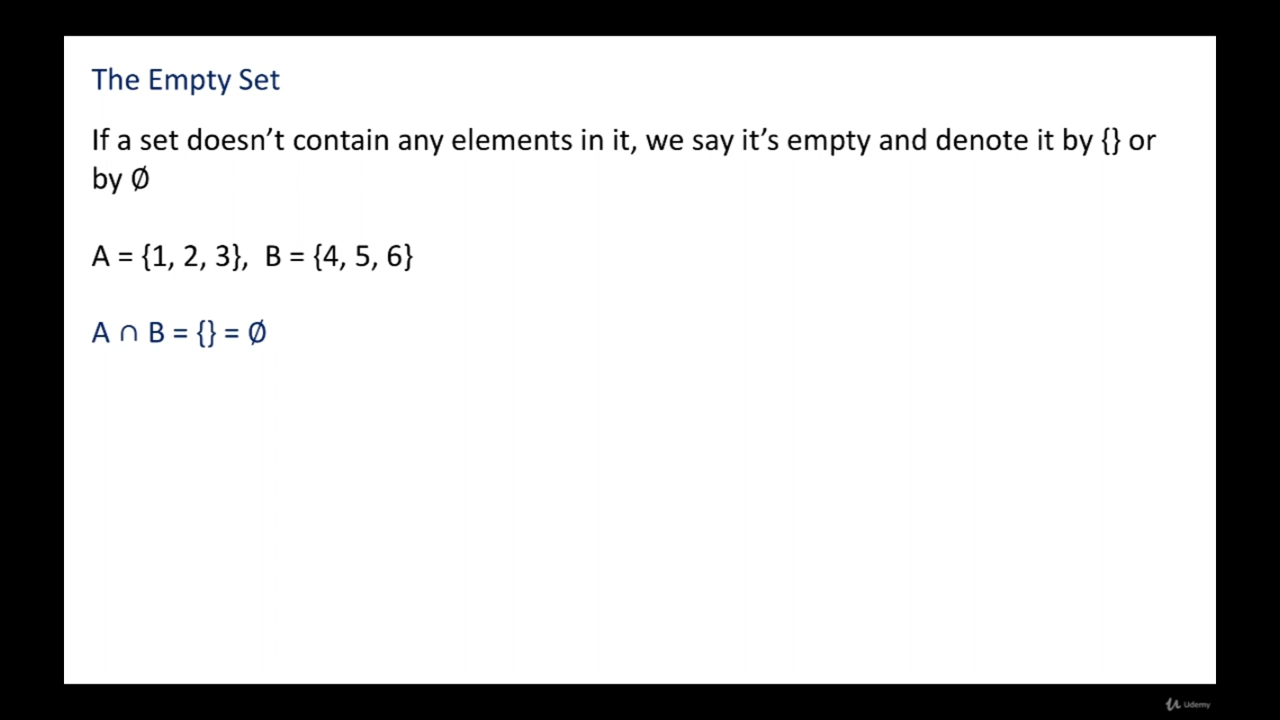 The Empty Set
If a set doesn’t contain any elements in it, we say it’s empty and denote it by {} or
by Ø
A = {1, 2, 3},  B = {4, 5, 6}
A ∩ B = {} = Ø
Udemy